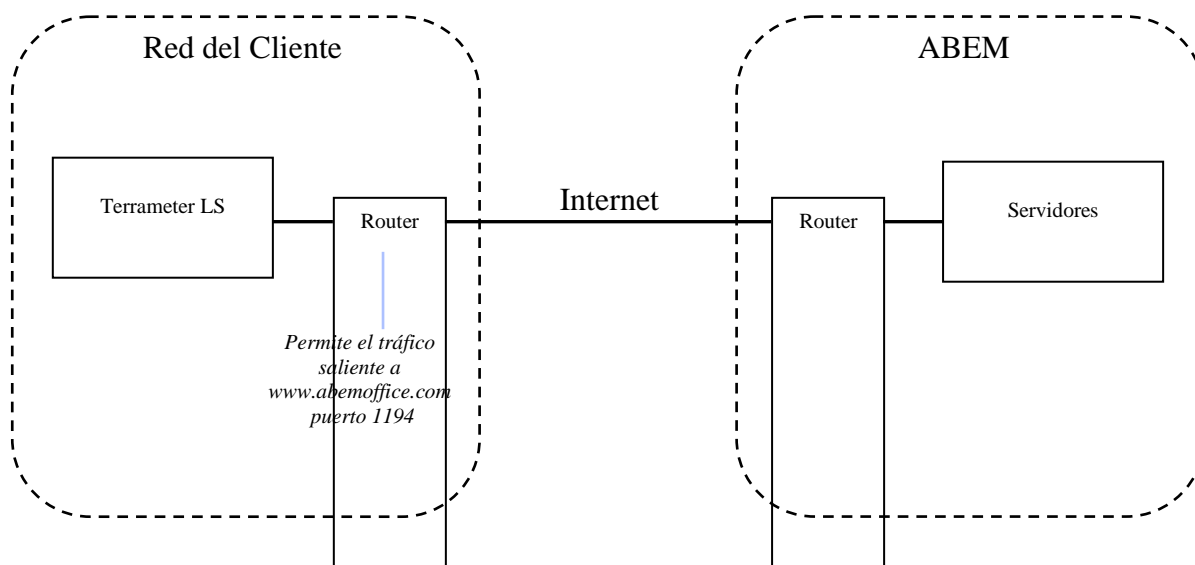 Red del Cliente
ABEM
Terrameter LS
Router
Internet
Router
Servidores
Permite el tráfico
saliente a
www.abemoffice.com
puerto 1194